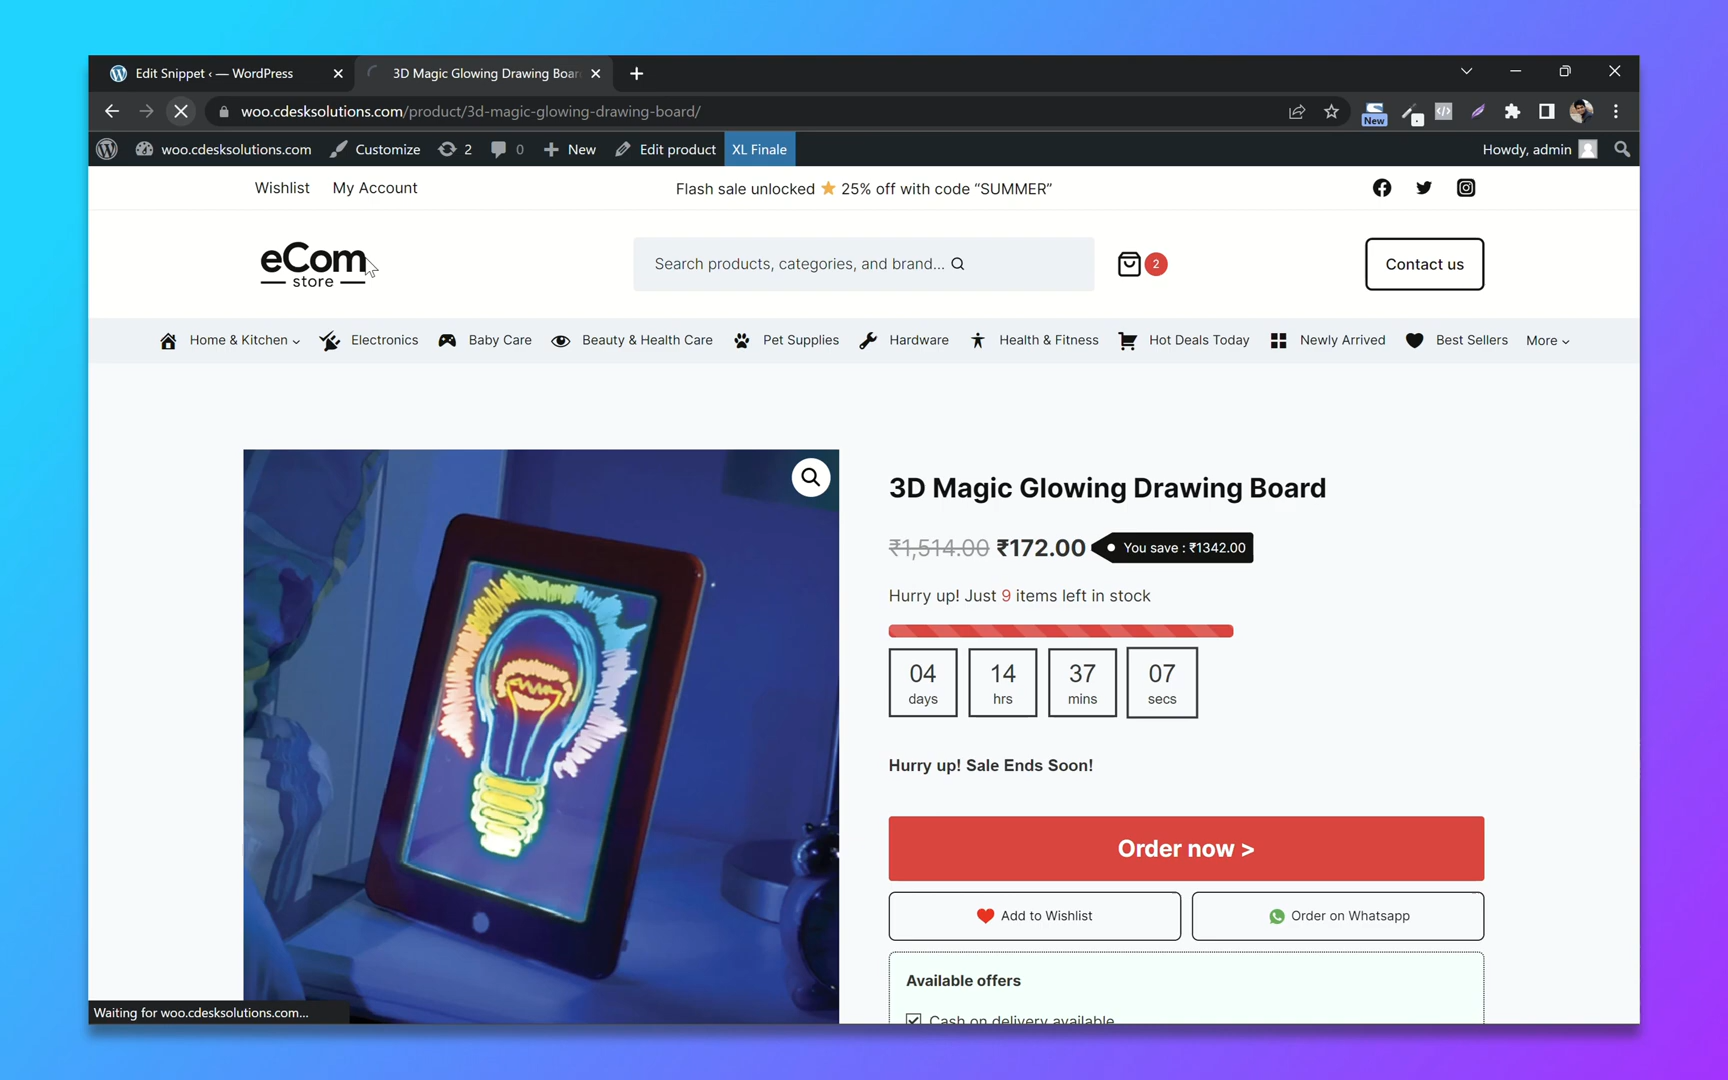 Edit Snippet ‹ — WordPress
3D Magic Glowing Drawing Boar
woo.cdesksolutions.com/product/3d-magic-glowing-drawing-board/
New
woo.cdesksolutions.com
Customize
2
0
New
Edit product
XL Finale
Howdy, admin
Wishlist
My Account
Flash sale unlocked ⭐ 25% off with code “SUMMER”
eCom
store
Search products, categories, and brand...
2
Contact us
Home & Kitchen
Electronics
Baby Care
Beauty & Health Care
Pet Supplies
Hardware
Health & Fitness
Hot Deals Today
Newly Arrived
Best Sellers
More
3D Magic Glowing Drawing Board
₹1,514.00 ₹172.00
You save : ₹1342.00
Hurry up! Just 9 items left in stock
04 14 37 07
days hrs mins secs
Hurry up! Sale Ends Soon!
Order now >
Add to Wishlist
Order on Whatsapp
Available offers
Cash on delivery available
Waiting for woo.cdesksolutions.com...